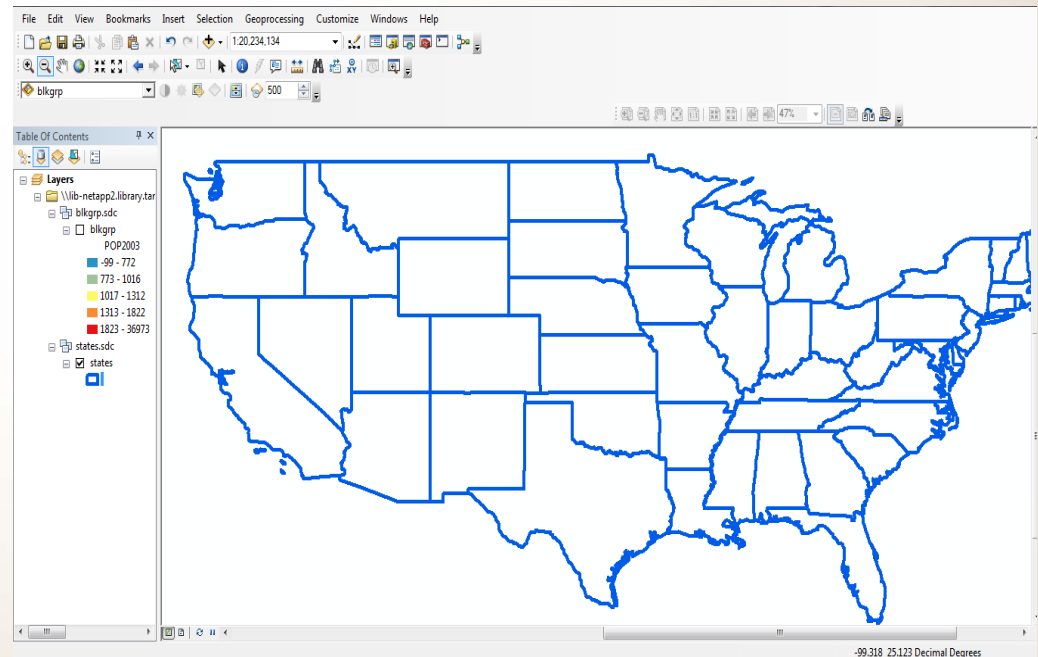 File Edit View Bookmarks Insert Selection Geoprocessing Customize Windows Help
1:20,234,134
blkgrp 500
47%
Table Of Contents
Layers
\\lib-netapp2.library.tar
blkgrp.sdc
blkgrp
POP2003
-99 - 772
773 - 1016
1017 - 1312
1313 - 1822
1823 - 36973
states.sdc
states
-99.318 25.123 Decimal Degrees